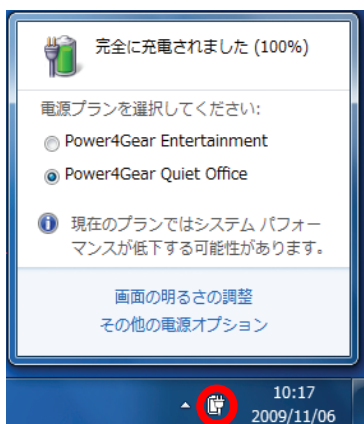 完全に充電されました (100%)
電源プランを選択してください:
Power4Gear Entertainment
Power4Gear Quiet Office
現在のプランではシステム パフォー
マンスが低下する可能性があります。
画面の明るさの調整
その他の電源オプション
10:17
2009/11/06